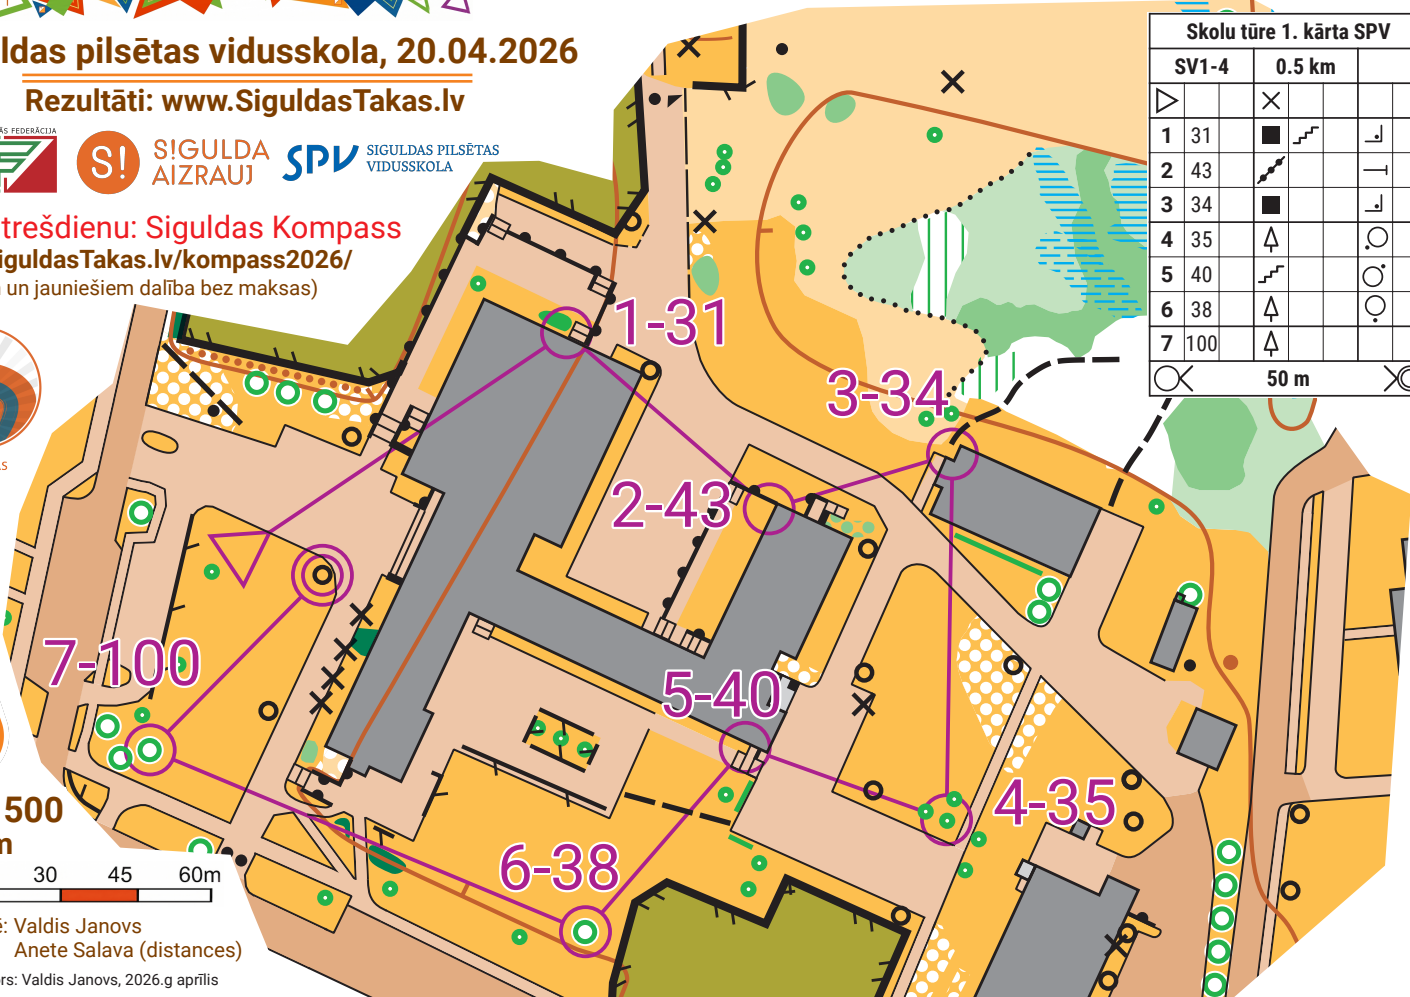 ldas pilsētas vidusskola, 20.04.2026
Rezultāti: www.SiguldasTakas.lv
ĀS FEDERĀCIJA
S!
S!GULDA
AIZRAUJ
SPV
SIGULDAS PILSĒTAS
VIDUSSKOLA
trešdienu: Siguldas Kompass
iguldasTakas.lv/kompass2026/
un jauniešiem dalība bez maksas)
AS
Skolu tūre 1. kārta SPV
SV1-4 0.5 km
1 31
2 43
3 34
4 35
5 40
6 38
7 100
50 m
1-31
3-34
2-43
7-100
5-40
4-35
6-38
500
m
30 45 60m
ē: Valdis Janovs
Anete Salava (distances)
rs: Valdis Janovs, 2026.g aprīlis